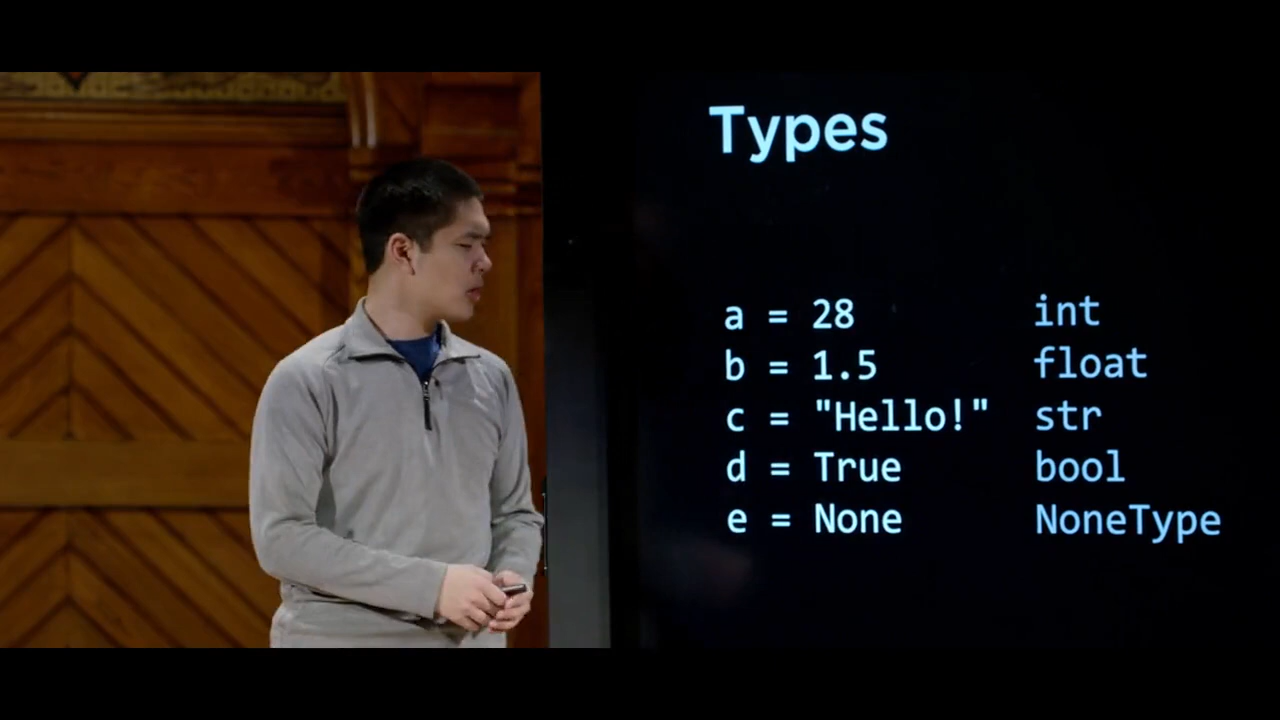 Types
a = 28 int
b = 1.5 float
c = "Hello!" str
d = True bool
e = None NoneType